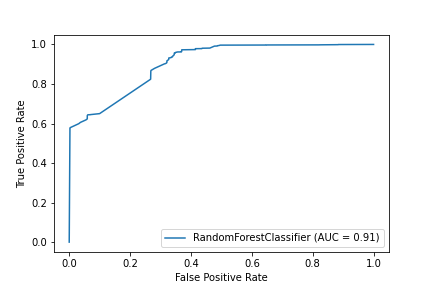 1.0
0.8
0.6
0.4
0.2
0.0
True Positive Rate
RandomForestClassifier (AUC = 0.91)
0.0 0.2 0.4 0.6 0.8 1.0
False Positive Rate